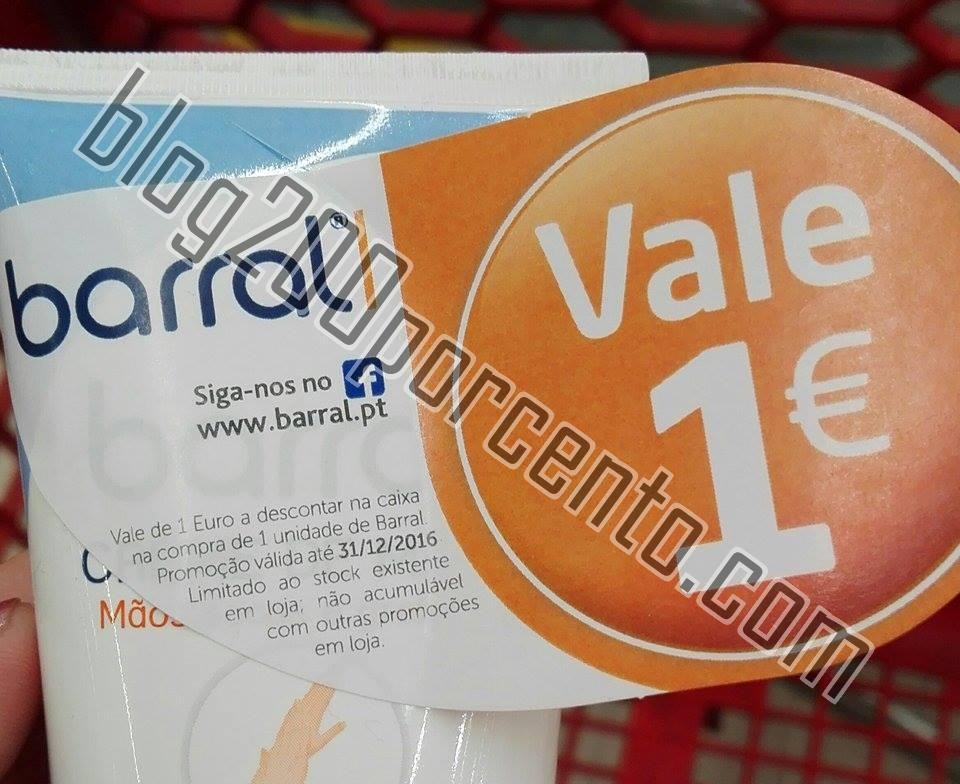 barral®
Siga-nos no f
www.barral.pt
Vale de 1 Euro a descontar na caixa
na compra de 1 unidade de Barral.
Promoção válida até 31/12/2016
Limitado ao stock existente
em loja; não acumulável
com outras promoções
em loja.
Vale
1€
barral
Mãos
blog200porcento.com